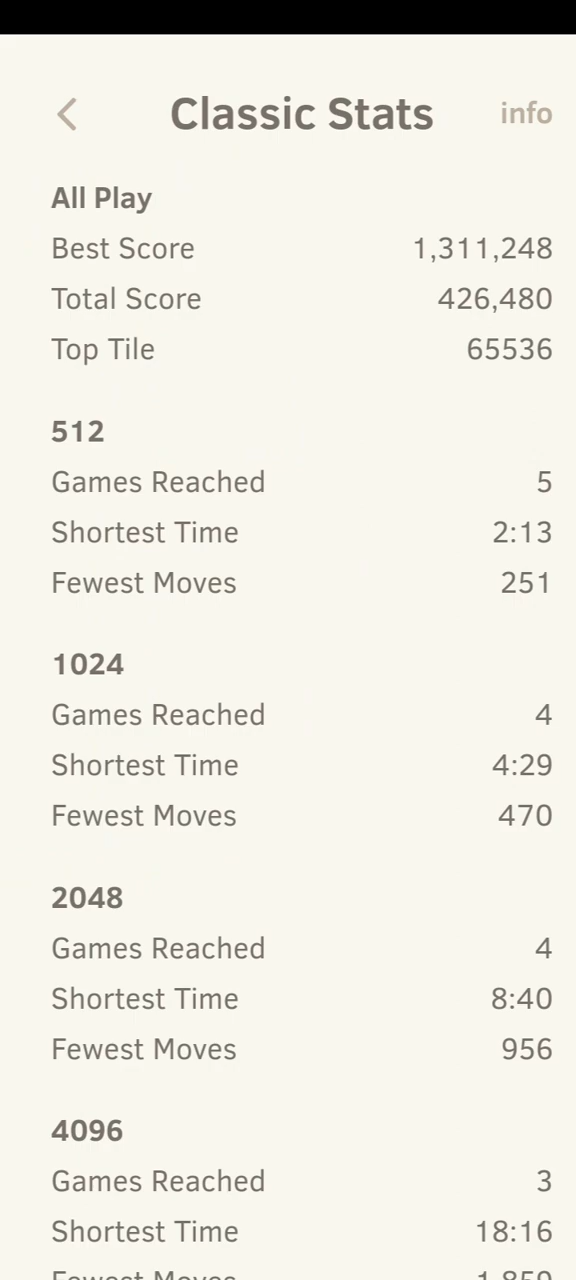 Classic Stats info
All Play
Best Score 1,311,248
Total Score 426,480
Top Tile 65536
512
Games Reached 5
Shortest Time 2:13
Fewest Moves 251
1024
Games Reached 4
Shortest Time 4:29
Fewest Moves 470
2048
Games Reached 4
Shortest Time 8:40
Fewest Moves 956
4096
Games Reached 3
Shortest Time 18:16
Fewest Moves